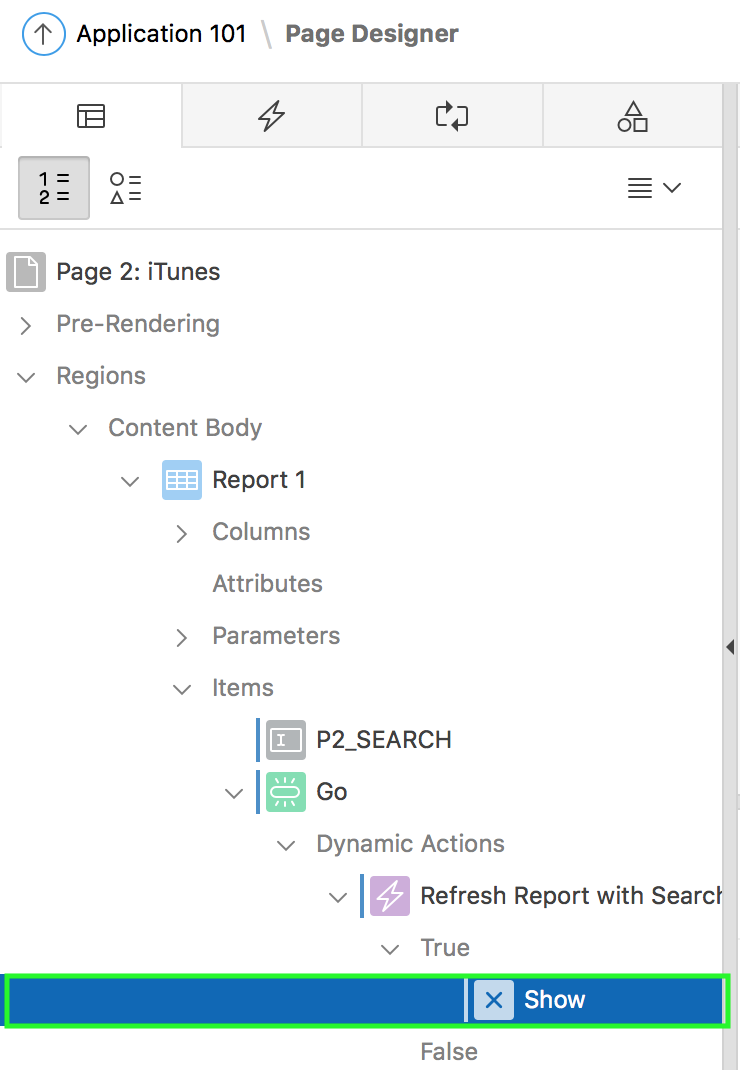 Application 101 \ Page Designer
1 =
2 =
Page 2: iTunes
Pre-Rendering
Regions
Content Body
Report 1
Columns
Attributes
Parameters
Items
P2_SEARCH
Go
Dynamic Actions
Refresh Report with Search
True
Show
False